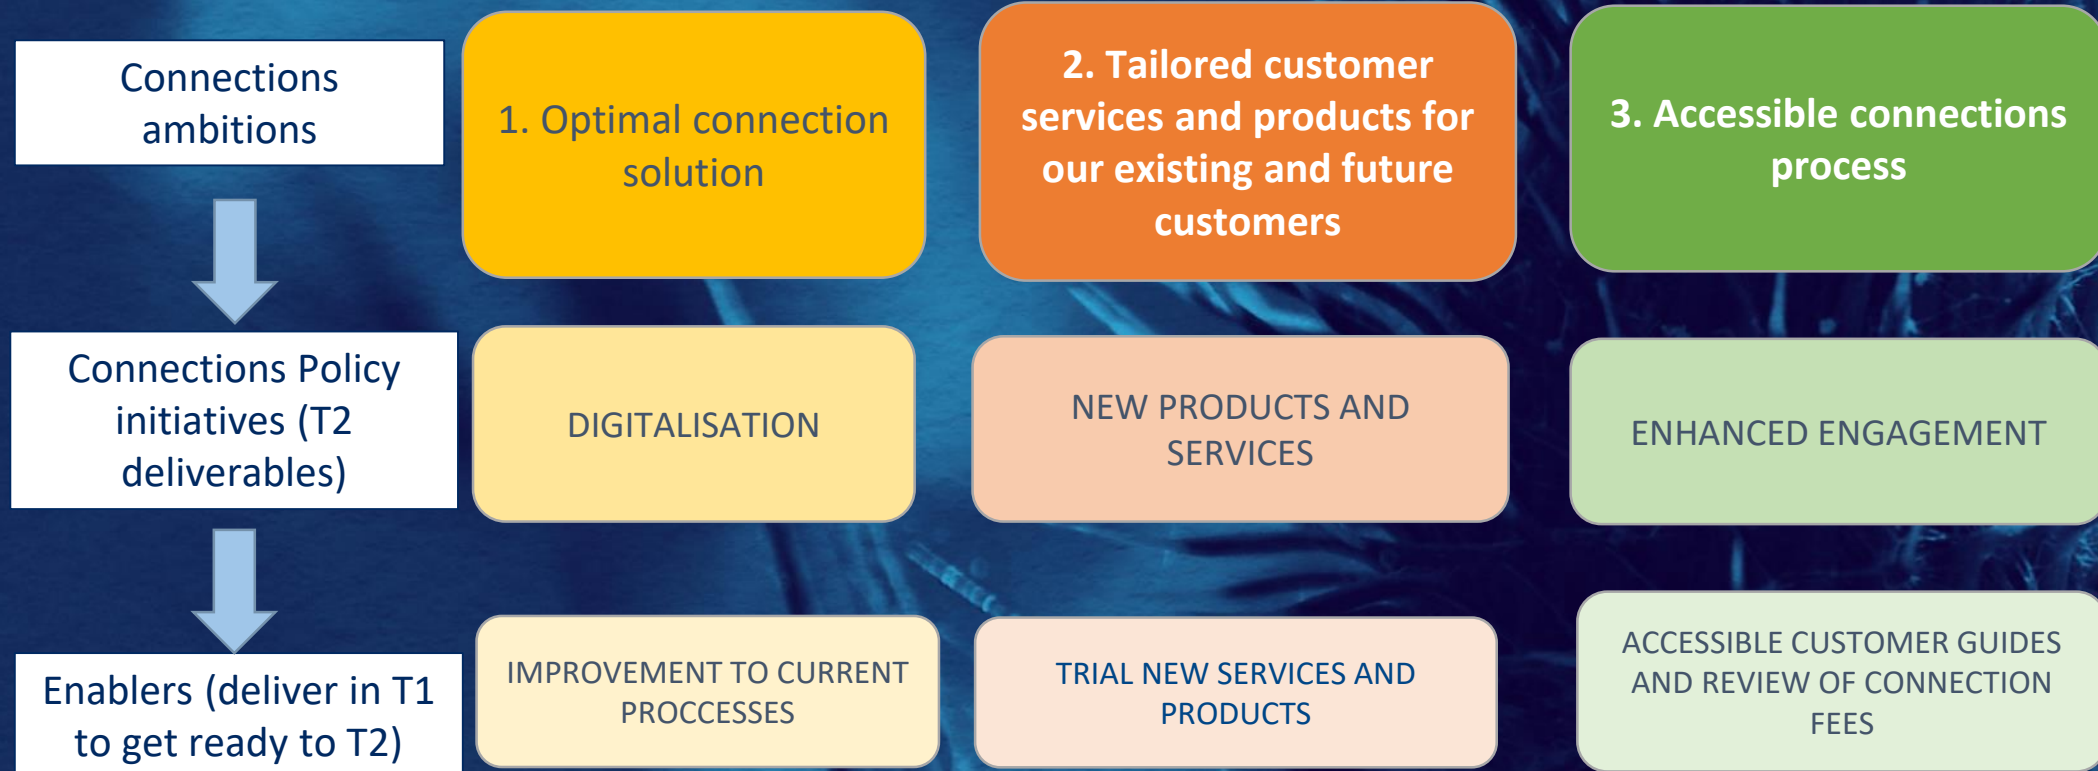 Connections
ambitions
1. Optimal connection
solution
2. Tailored customer
services and products for
our existing and future
customers
3. Accessible connections
process
Connections Policy
initiatives (T2
deliverables)
DIGITALISATION
NEW PRODUCTS AND
SERVICES
ENHANCED ENGAGEMENT
Enablers (deliver in T1
to get ready to T2)
IMPROVEMENT TO CURRENT
PROCCESSES
TRIAL NEW SERVICES AND
PRODUCTS
ACCESSIBLE CUSTOMER GUIDES
AND REVIEW OF CONNECTION
FEES